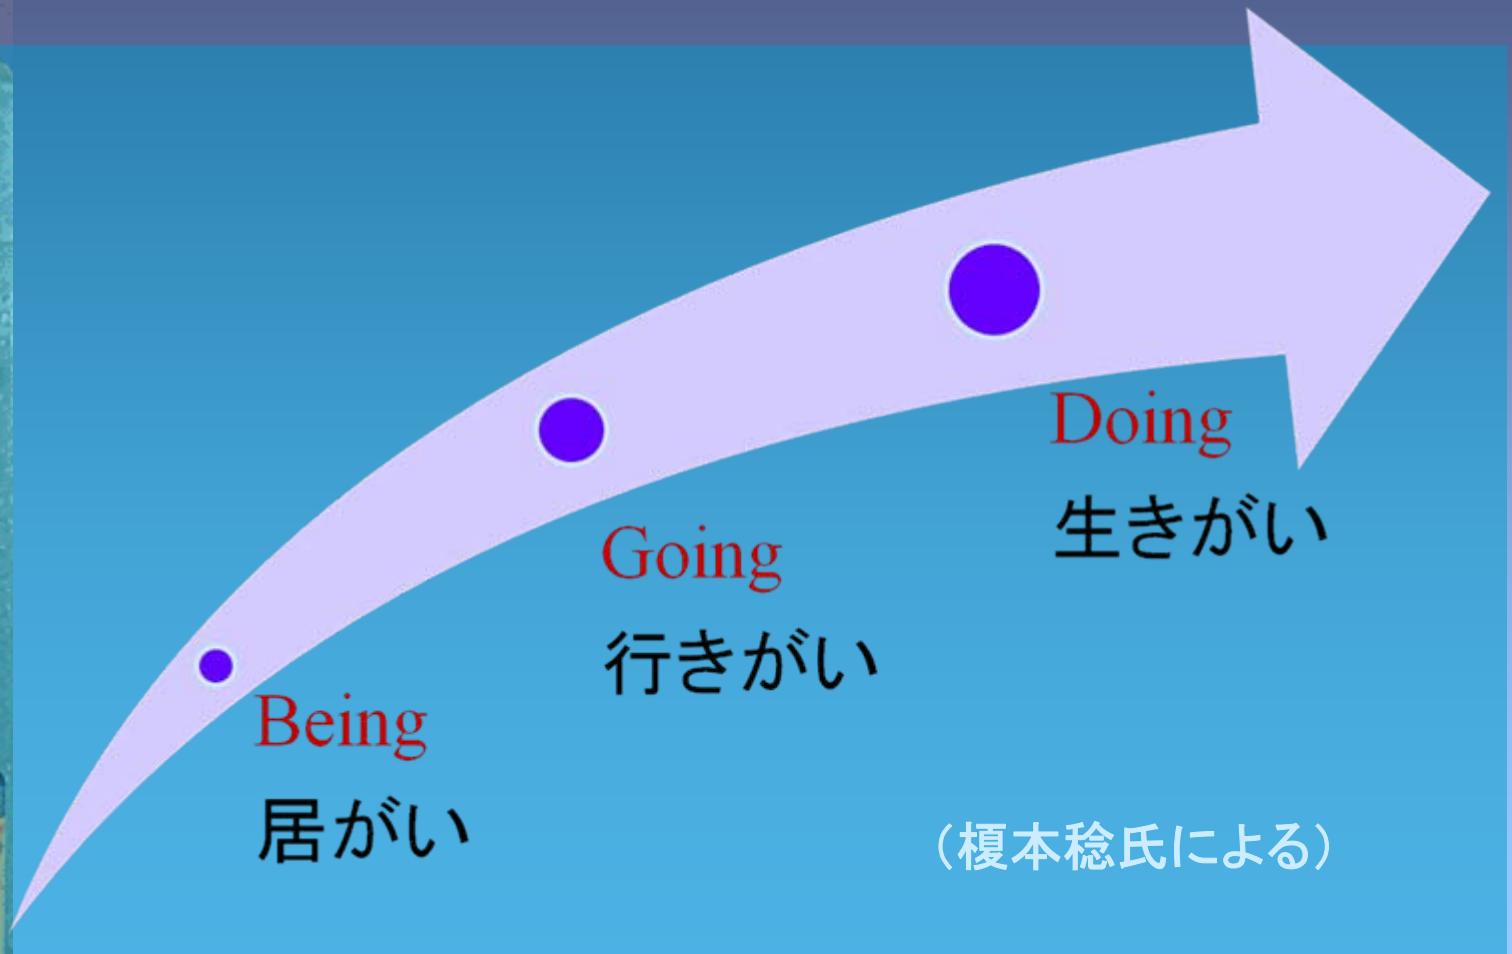 Being
居がい
Going
行きがい
Doing
生きがい
（榎本稔氏による）